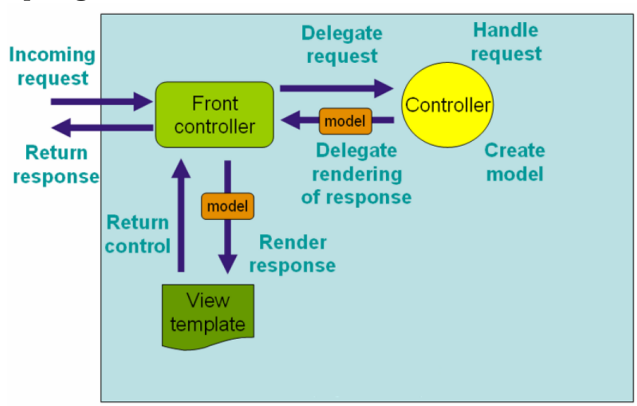 Incoming
request
Return
response
Front
controller
Delegate
request
model
Delegate
rendering
of response
Handle
request
Controller
Create
model
Return
control
model
Render
response
View
template